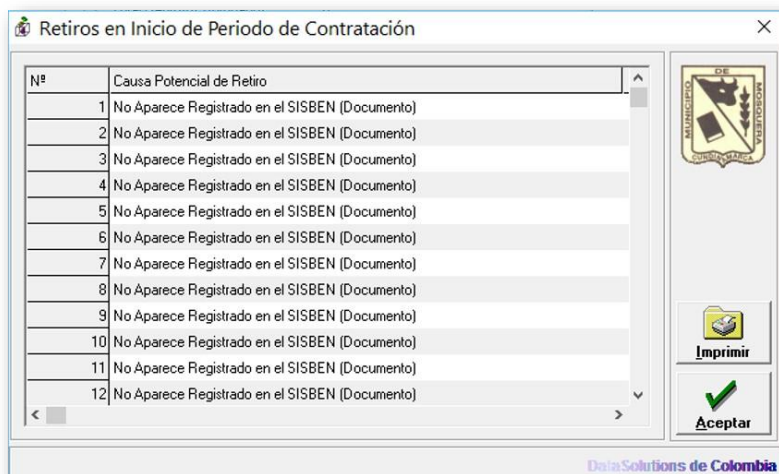 Retiros en Inicio de Periodo de Contratación
Nº Causa Potencial de Retiro
1 No Aparece Registrado en el SISBEN (Documento)
2 No Aparece Registrado en el SISBEN (Documento)
3 No Aparece Registrado en el SISBEN (Documento)
4 No Aparece Registrado en el SISBEN (Documento)
5 No Aparece Registrado en el SISBEN (Documento)
6 No Aparece Registrado en el SISBEN (Documento)
7 No Aparece Registrado en el SISBEN (Documento)
8 No Aparece Registrado en el SISBEN (Documento)
9 No Aparece Registrado en el SISBEN (Documento)
10 No Aparece Registrado en el SISBEN (Documento)
11 No Aparece Registrado en el SISBEN (Documento)
12 No Aparece Registrado en el SISBEN (Documento)
MUNICIPIO
DE
MOSQUERA
CUNDINAMARCA
Imprimir
Aceptar
DataSolutions de Colombia